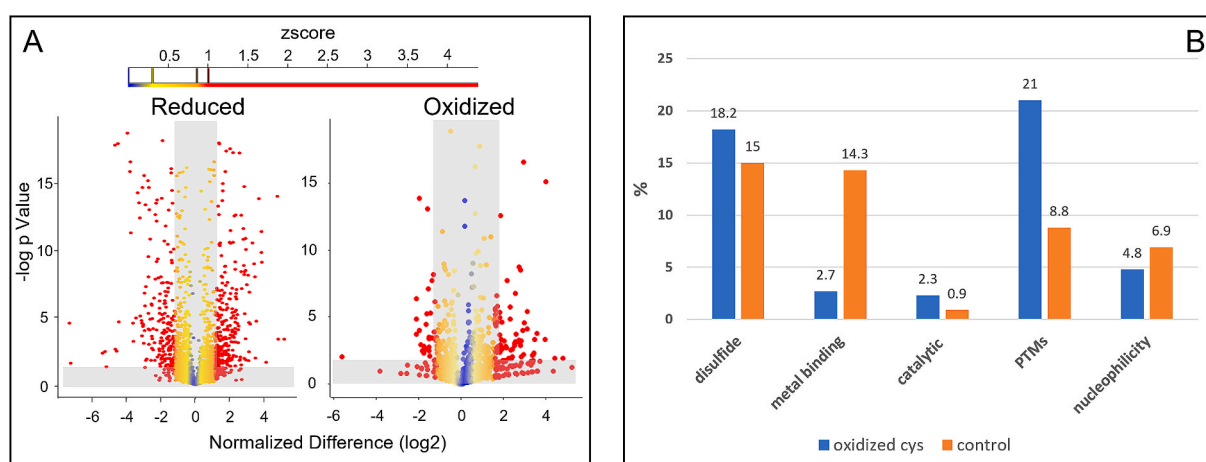 A
zscore
0.5 1 1.5 2 2.5 3 3.5 4
Reduced Oxidized
-log p Value
15
10
5
0
-6 -4 -2 0 2 4
15
10
5
0
-6 -4 -2 0 2 4
Normalized Difference (log2)
B
%
25
20
15
10
5
0
18.2 15
2.7 14.3
2.3 0.9
21 8.8
4.8 6.9
disulfide
metal binding
catalytic
PTMs
nucleophilicity
oxidized cys control